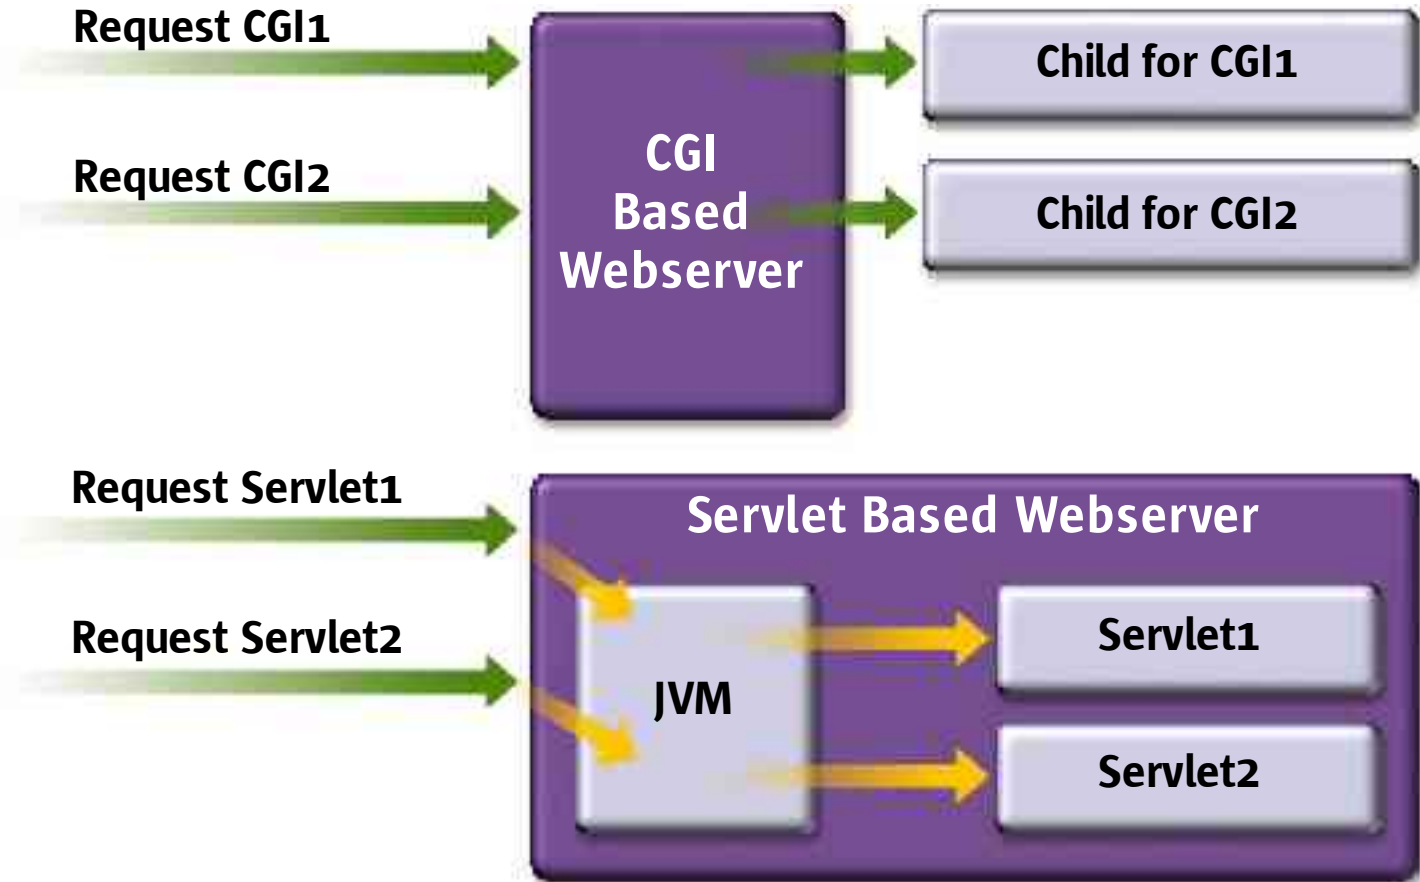 Request CGI1
Child for CGI1
CGI
Based
Webserver
Request CGI2
Child for CGI2
Request Servlet1
Servlet Based Webserver
Request Servlet2
JVM
Servlet1
Servlet2